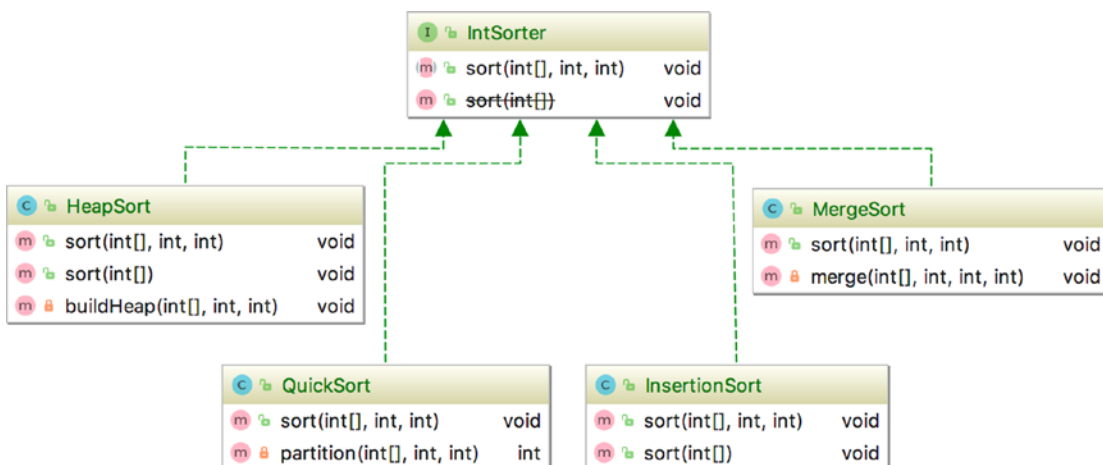 IntSorter
sort(int[], int, int) void
sort(int[]) void
HeapSort
sort(int[], int, int) void
sort(int[]) void
buildHeap(int[], int, int) void
MergeSort
sort(int[], int, int) void
merge(int[], int, int, int) void
QuickSort
sort(int[], int, int) void
partition(int[], int, int) int
InsertionSort
sort(int[], int, int) void
sort(int[]) void